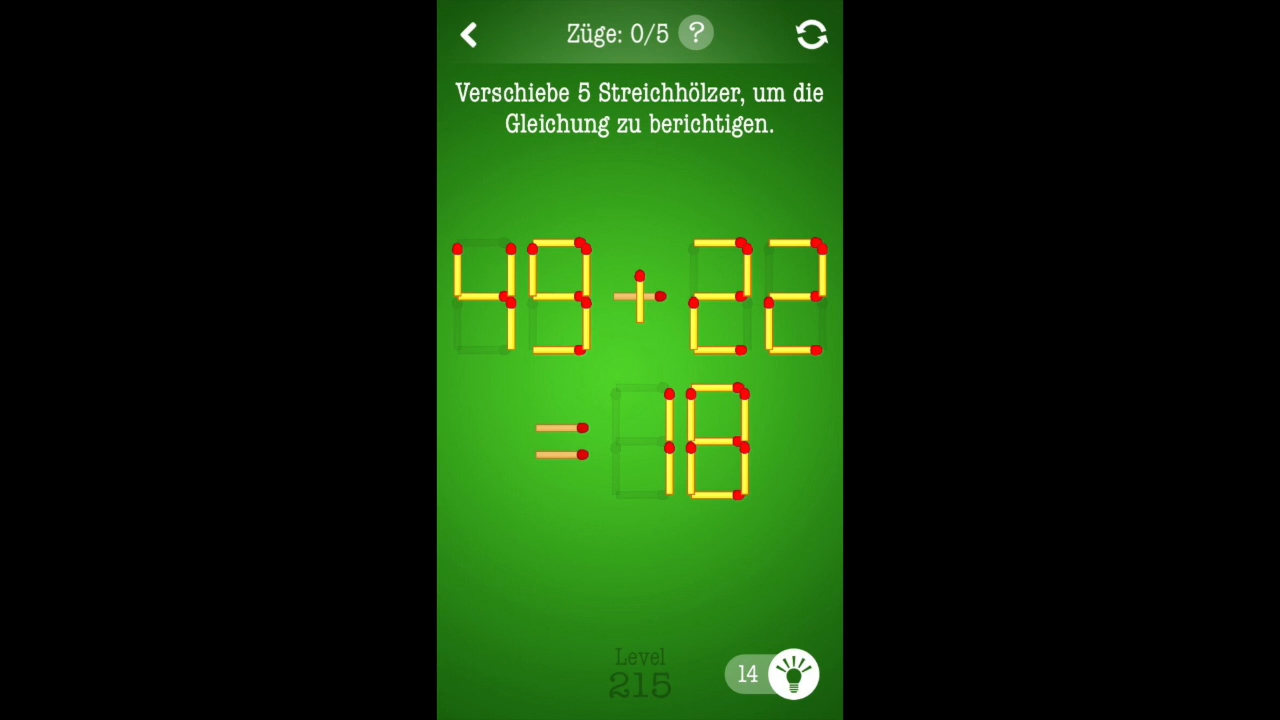 Züge: 0/5 ?
Verschiebe 5 Streichhölzer, um die
Gleichung zu berichtigen.
49+22
=18
Level
215
14